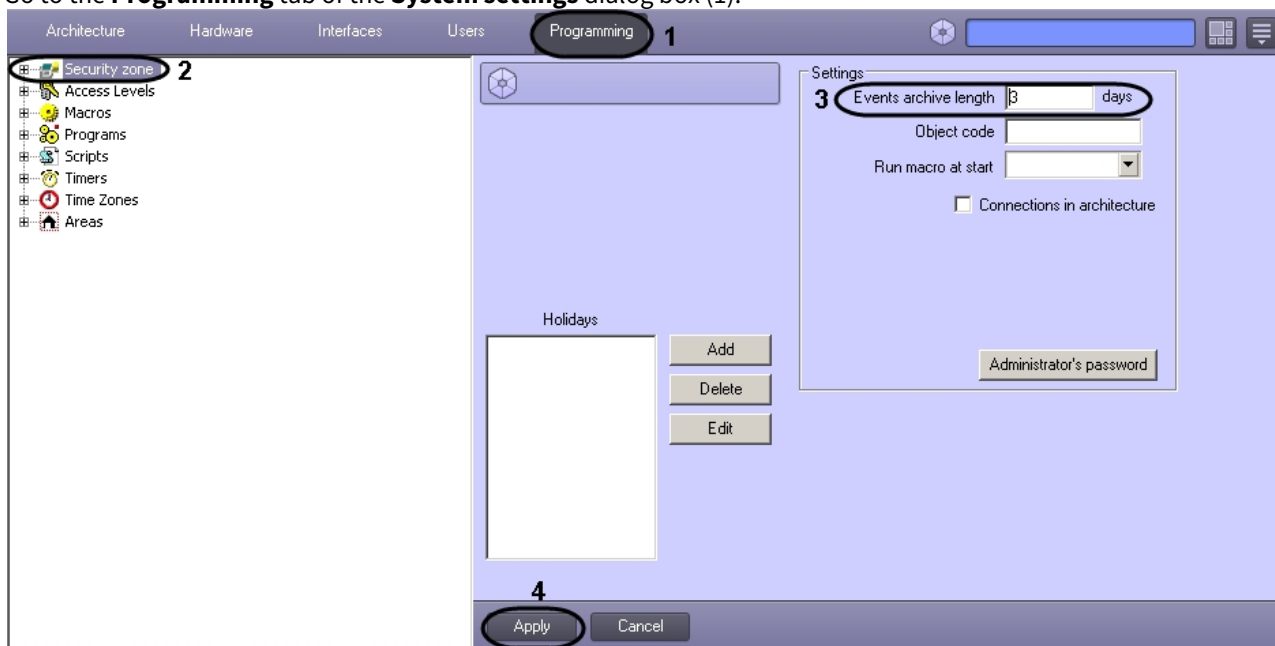 Go to the Programming tab of the System settings dialog box (1).
Architecture Hardware Interfaces Users Programming 1
Security zone 2
Access Levels
Macros
Programs
Scripts
Timers
Time Zones
Areas
Holidays
Add
Delete
Edit
Settings
3 Events archive length 3 days
Object code
Run macro at start
Connections in architecture
Administrator's password
4
Apply Cancel